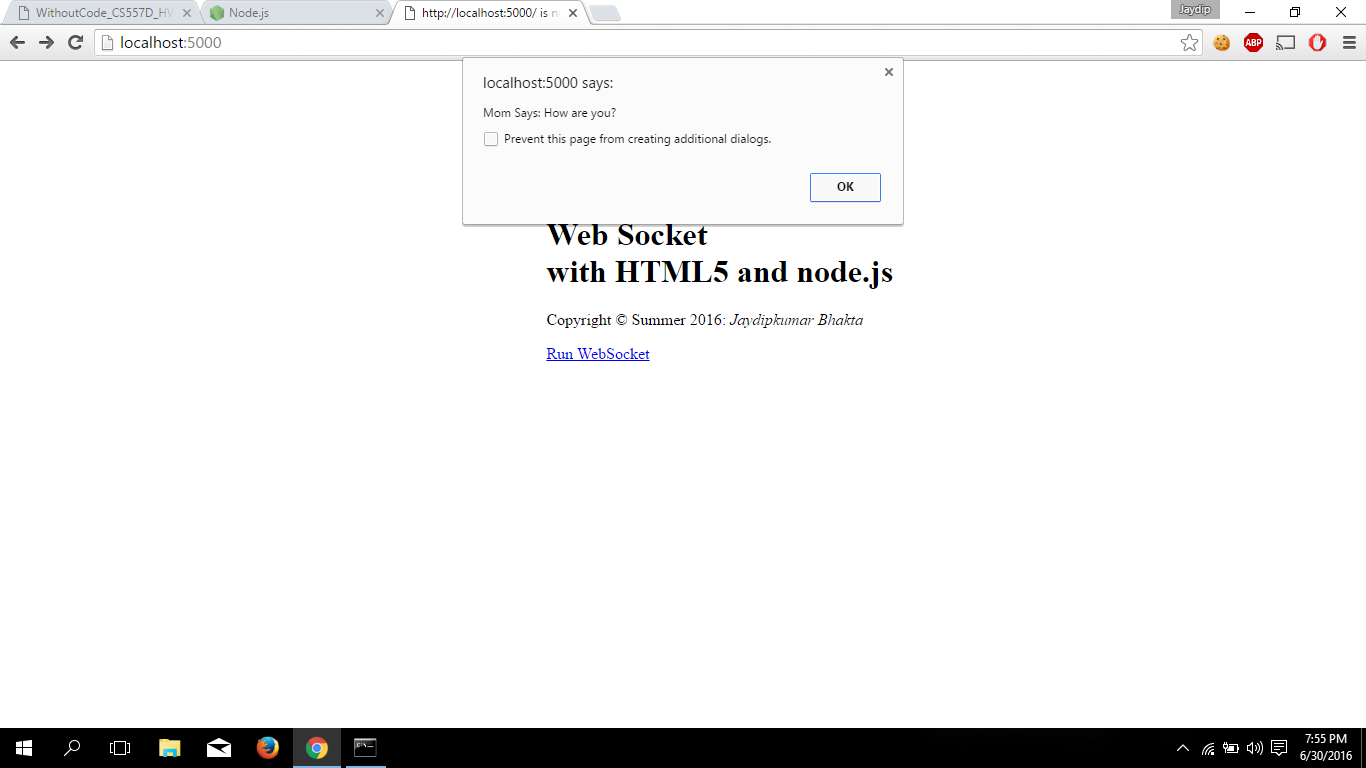 WithoutCode_CS557D_HW
Node.js
http://localhost:5000/ is n
Jaydip
localhost:5000
ABP
localhost:5000 says:
Mom Says: How are you?
Prevent this page from creating additional dialogs.
OK
Web Socket
with HTML5 and node.js
Copyright © Summer 2016: Jaydipkumar Bhakta
Run WebSocket
7:55 PM
6/30/2016